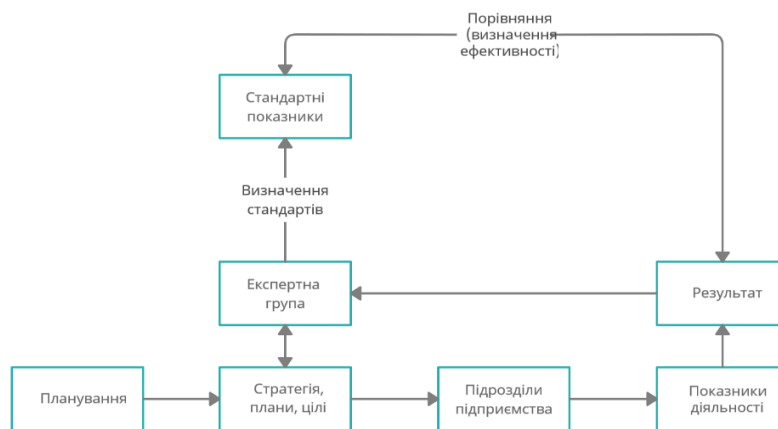 Порівняння
(визначення
ефективності)
Стандартні
показники
Визначення
стандартів
Експертна
група
Результат
Планування
Стратегія,
плани, цілі
Підрозділи
підприємства
Показники
діяльності